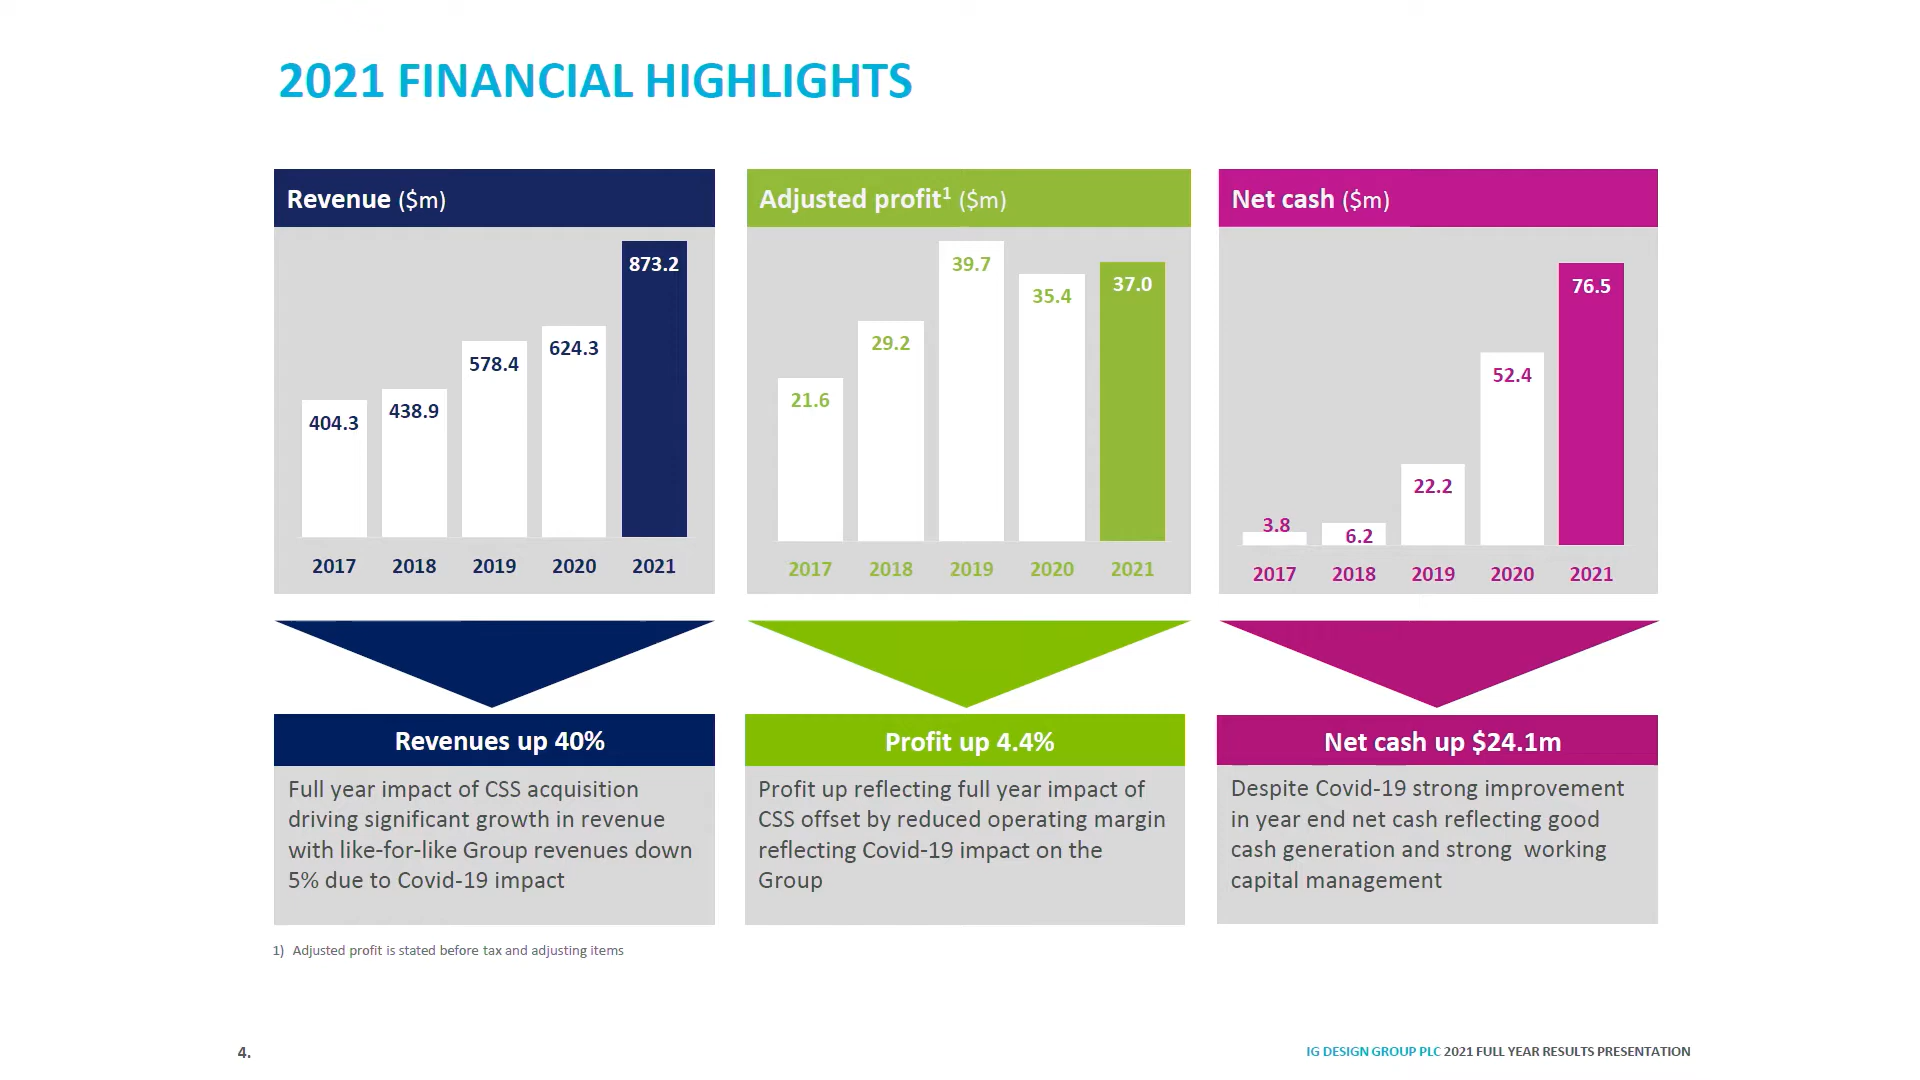 2021 FINANCIAL HIGHLIGHTS
Revenue ($m)
873.2
624.3
578.4
438.9
404.3
2017 2018 2019 2020 2021
Adjusted profit¹ ($m)
39.7
37.0
35.4
29.2
21.6
2017 2018 2019 2020 2021
Net cash ($m)
76.5
52.4
22.2
3.8
6.2
2017 2018 2019 2020 2021
Revenues up 40%
Full year impact of CSS acquisition
driving significant growth in revenue
with like-for-like Group revenues down
5% due to Covid-19 impact
Profit up 4.4%
Profit up reflecting full year impact of
CSS offset by reduced operating margin
reflecting Covid-19 impact on the
Group
Net cash up $24.1m
Despite Covid-19 strong improvement
in year end net cash reflecting good
cash generation and strong  working
capital management
1) Adjusted profit is stated before tax and adjusting items
4.
IG DESIGN GROUP PLC 2021 FULL YEAR RESULTS PRESENTATION